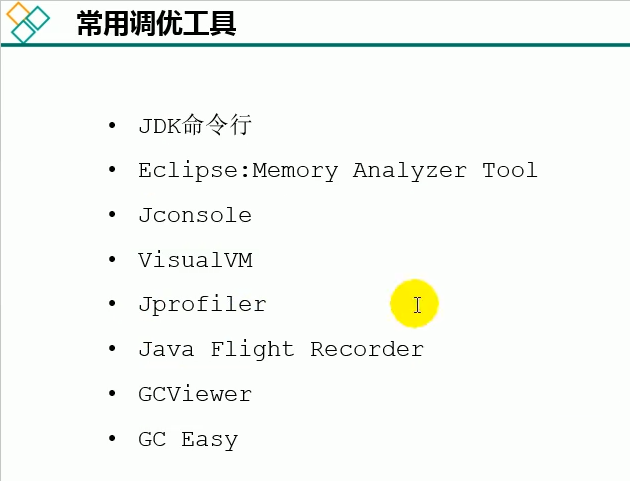 常用调优工具
• JDK命令行
• Eclipse:Memory Analyzer Tool
• Jconsole
• VisualVM
• Jprofiler
• Java Flight Recorder
• GCViewer
• GC Easy